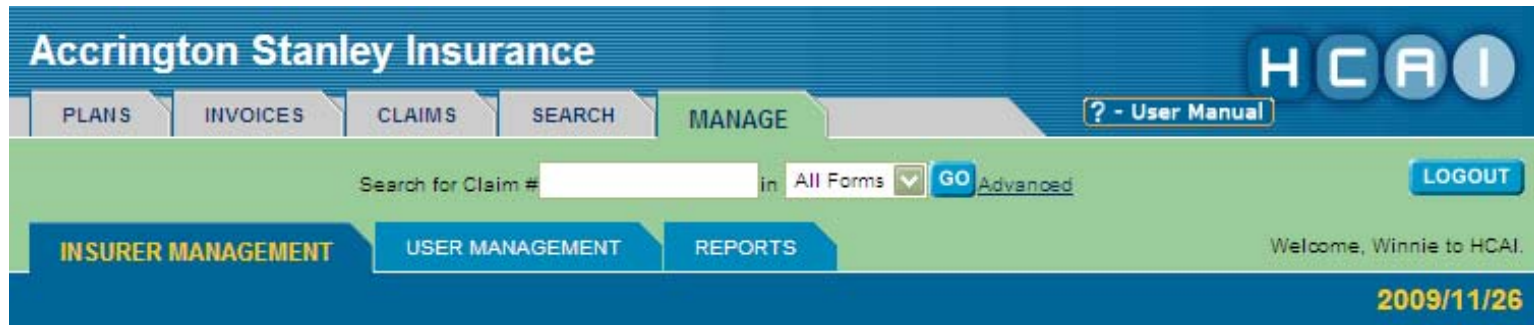 Accrington Stanley Insurance
HCAI
PLANS INVOICES CLAIMS SEARCH MANAGE
? - User Manual
Search for Claim # in All Forms GO Advanced LOGOUT
INSURER MANAGEMENT USER MANAGEMENT REPORTS Welcome, Winnie to HCAI.
2009/11/26